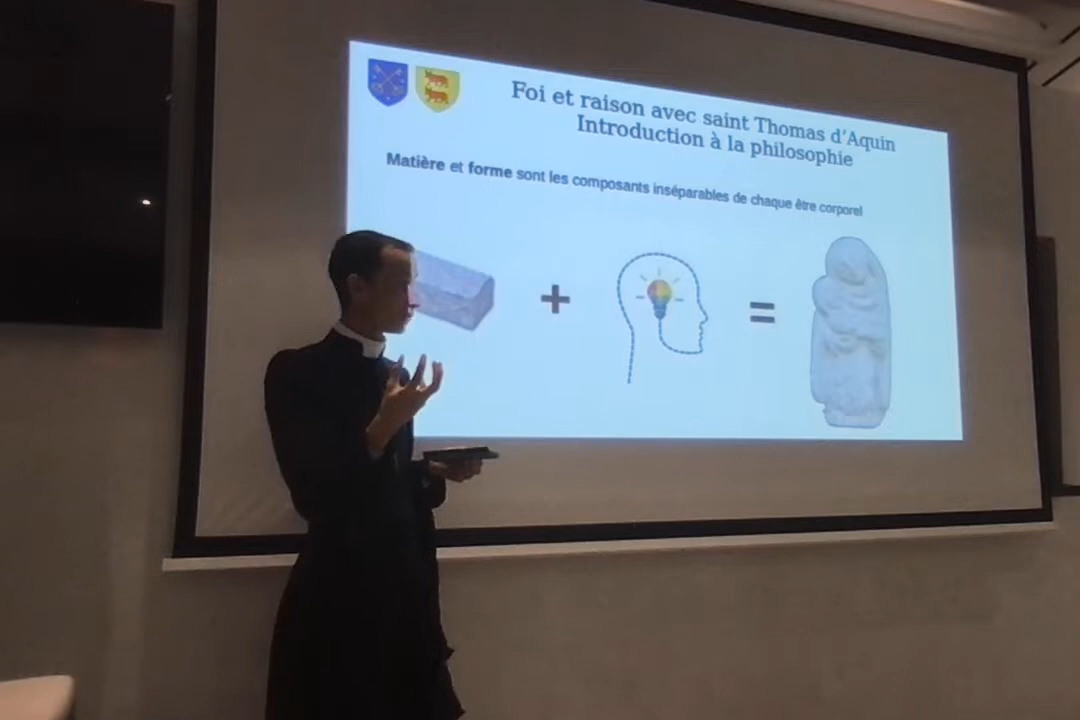 Foi et raison avec saint Thomas d'Aquin
Introduction à la philosophie
Matière et forme sont les composants inséparables de chaque être corporel
+
=